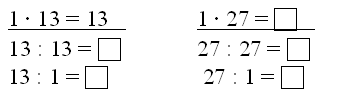 1 · 13 = 13
13 : 13 = □
13 : 1 = □
1 · 27 = □
27 : 27 = □
27 : 1 = □